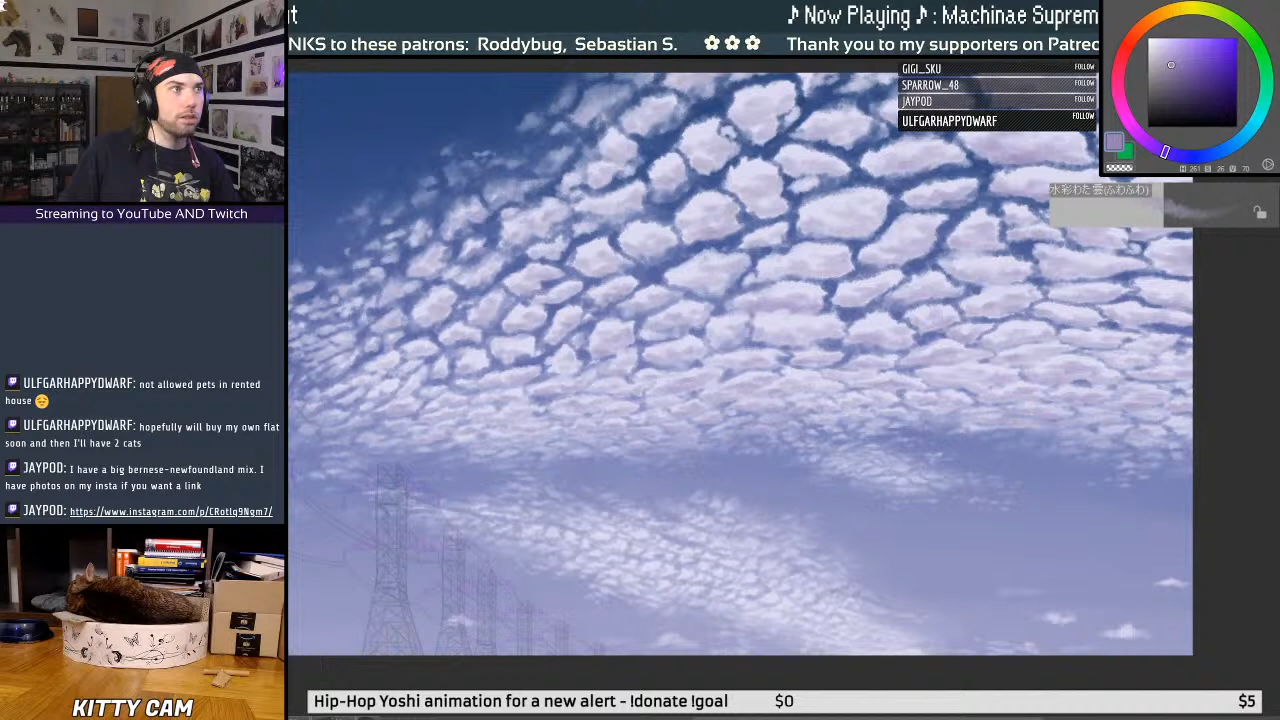 ut
♪ Now Playing ♪ : Machinae Suprem
NKS to these patrons: Roddybug, Sebastian S. ✿ ✿ ✿ Thank you to my supporters on Patreo
GIGI_SKU FOLLOW
SPARROW_48 FOLLOW
JAYPOD FOLLOW
ULFGARHAPPYDWARF FOLLOW
H 261 S 26 V 70
水彩わた雲(ふわふわ)
Streaming to YouTube AND Twitch
ULFGARHAPPYDWARF: not allowed pets in rented
house 😔
ULFGARHAPPYDWARF: hopefully will buy my own flat
soon and then I'll have 2 cats
JAYPOD: I have a big bernese-newfoundland mix. I
have photos on my insta if you want a link
JAYPOD: https://www.instagram.com/p/CRotlq9Ngm7/
KITTY CAM
Hip-Hop Yoshi animation for a new alert - !donate !goal $0 $5